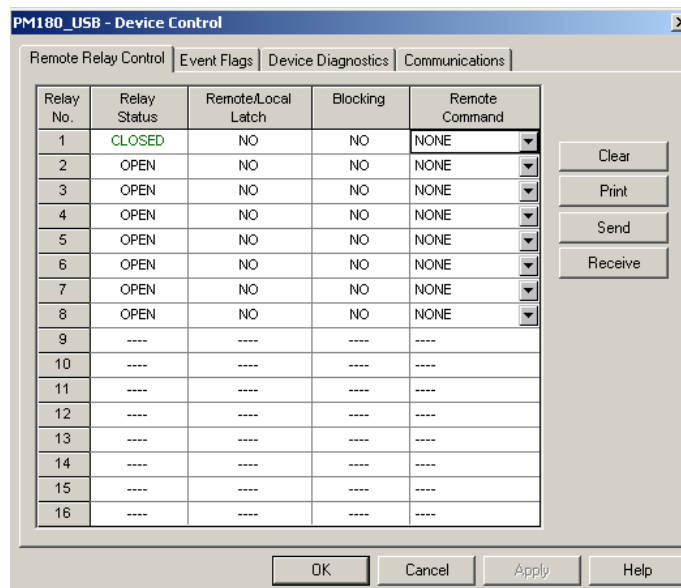 PM180_USB - Device Control
Remote Relay Control Event Flags Device Diagnostics Communications
Relay No. Relay Status Remote/Local Latch Blocking Remote Command
1 CLOSED NO NO NONE
2 OPEN NO NO NONE
3 OPEN NO NO NONE
4 OPEN NO NO NONE
5 OPEN NO NO NONE
6 OPEN NO NO NONE
7 OPEN NO NO NONE
8 OPEN NO NO NONE
9 ---- ---- ---- ----
10 ---- ---- ---- ----
11 ---- ---- ---- ----
12 ---- ---- ---- ----
13 ---- ---- ---- ----
14 ---- ---- ---- ----
15 ---- ---- ---- ----
16 ---- ---- ---- ----
Clear
Print
Send
Receive
OK Cancel Apply Help